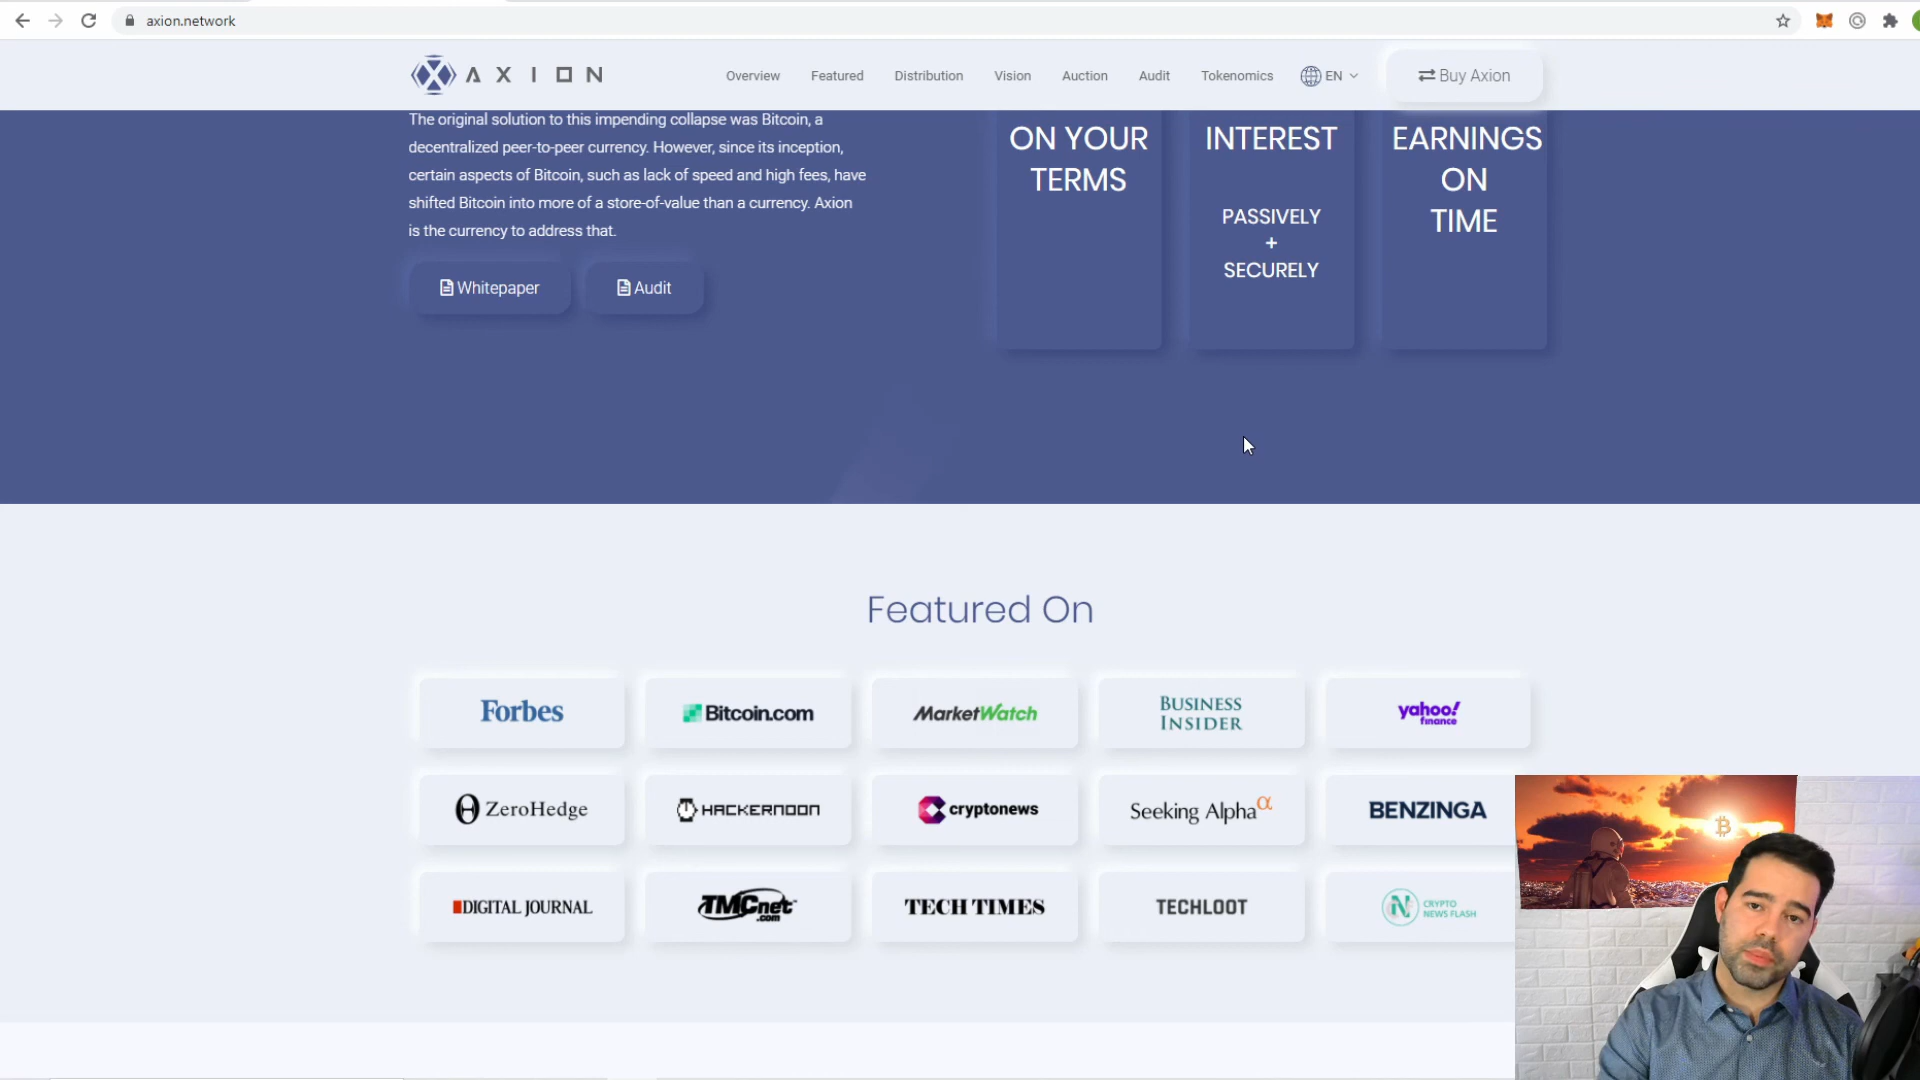 axion.network
AXION
Overview
Featured
Distribution
Vision
Auction
Audit
Tokenomics
EN
Buy Axion
The original solution to this impending collapse was Bitcoin, a
decentralized peer-to-peer currency. However, since its inception,
certain aspects of Bitcoin, such as lack of speed and high fees, have
shifted Bitcoin into more of a store-of-value than a currency. Axion
is the currency to address that.
Whitepaper
Audit
ON YOUR
TERMS
INTEREST
PASSIVELY
+
SECURELY
EARNINGS
ON
TIME
Featured On
Forbes
Bitcoin.com
MarketWatch
BUSINESS
INSIDER
yahoo!
finance
ZeroHedge
HACKERNOON
cryptonews
Seeking Alpha α
BENZINGA
DIGITAL JOURNAL
TMCnet
.com
TECH TIMES
TECHLOOT
N
CRYPTO
NEWS FLASH